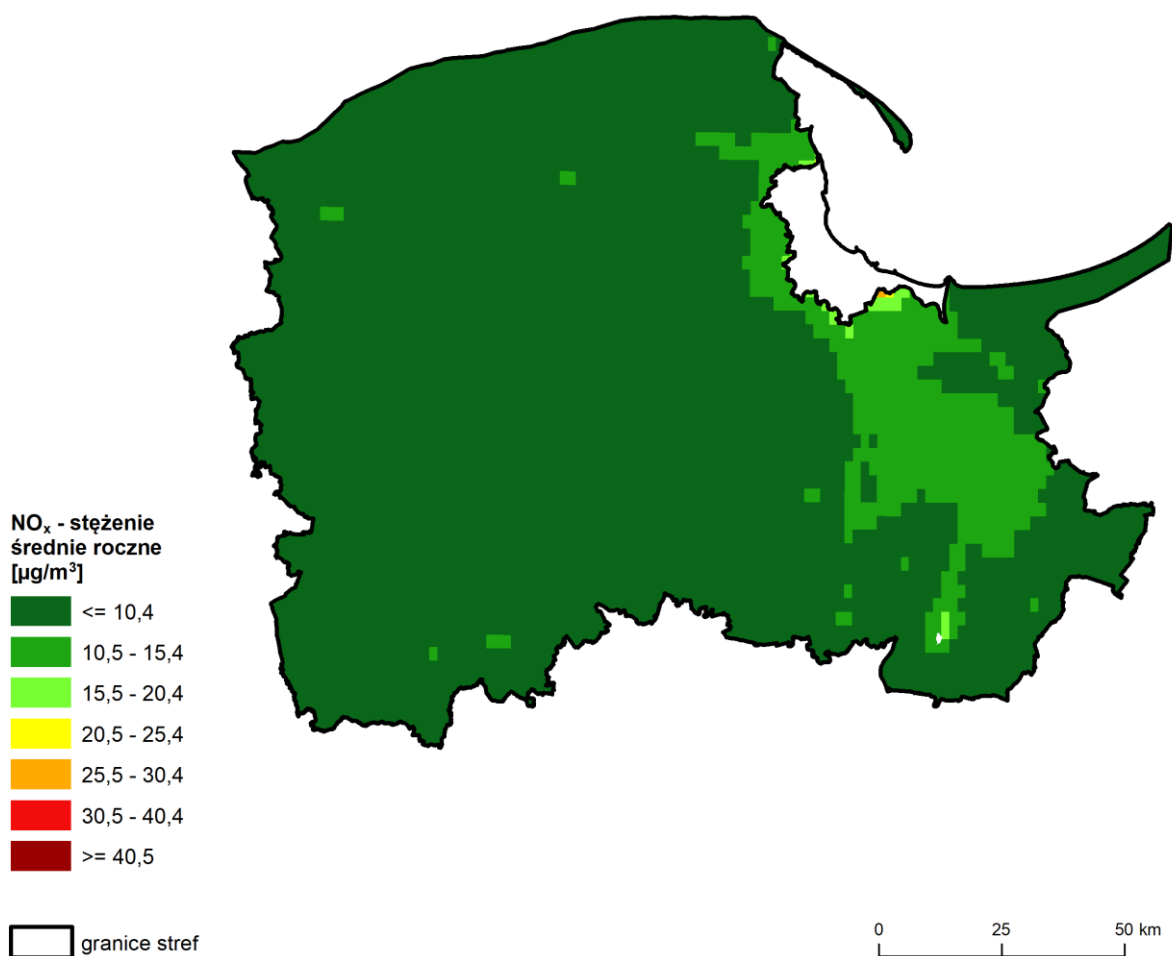 NOₓ - stężenie
średnie roczne
[µg/m³]
<= 10,4
10,5 - 15,4
15,5 - 20,4
20,5 - 25,4
25,5 - 30,4
30,5 - 40,4
>= 40,5
granice stref
0 25 50 km